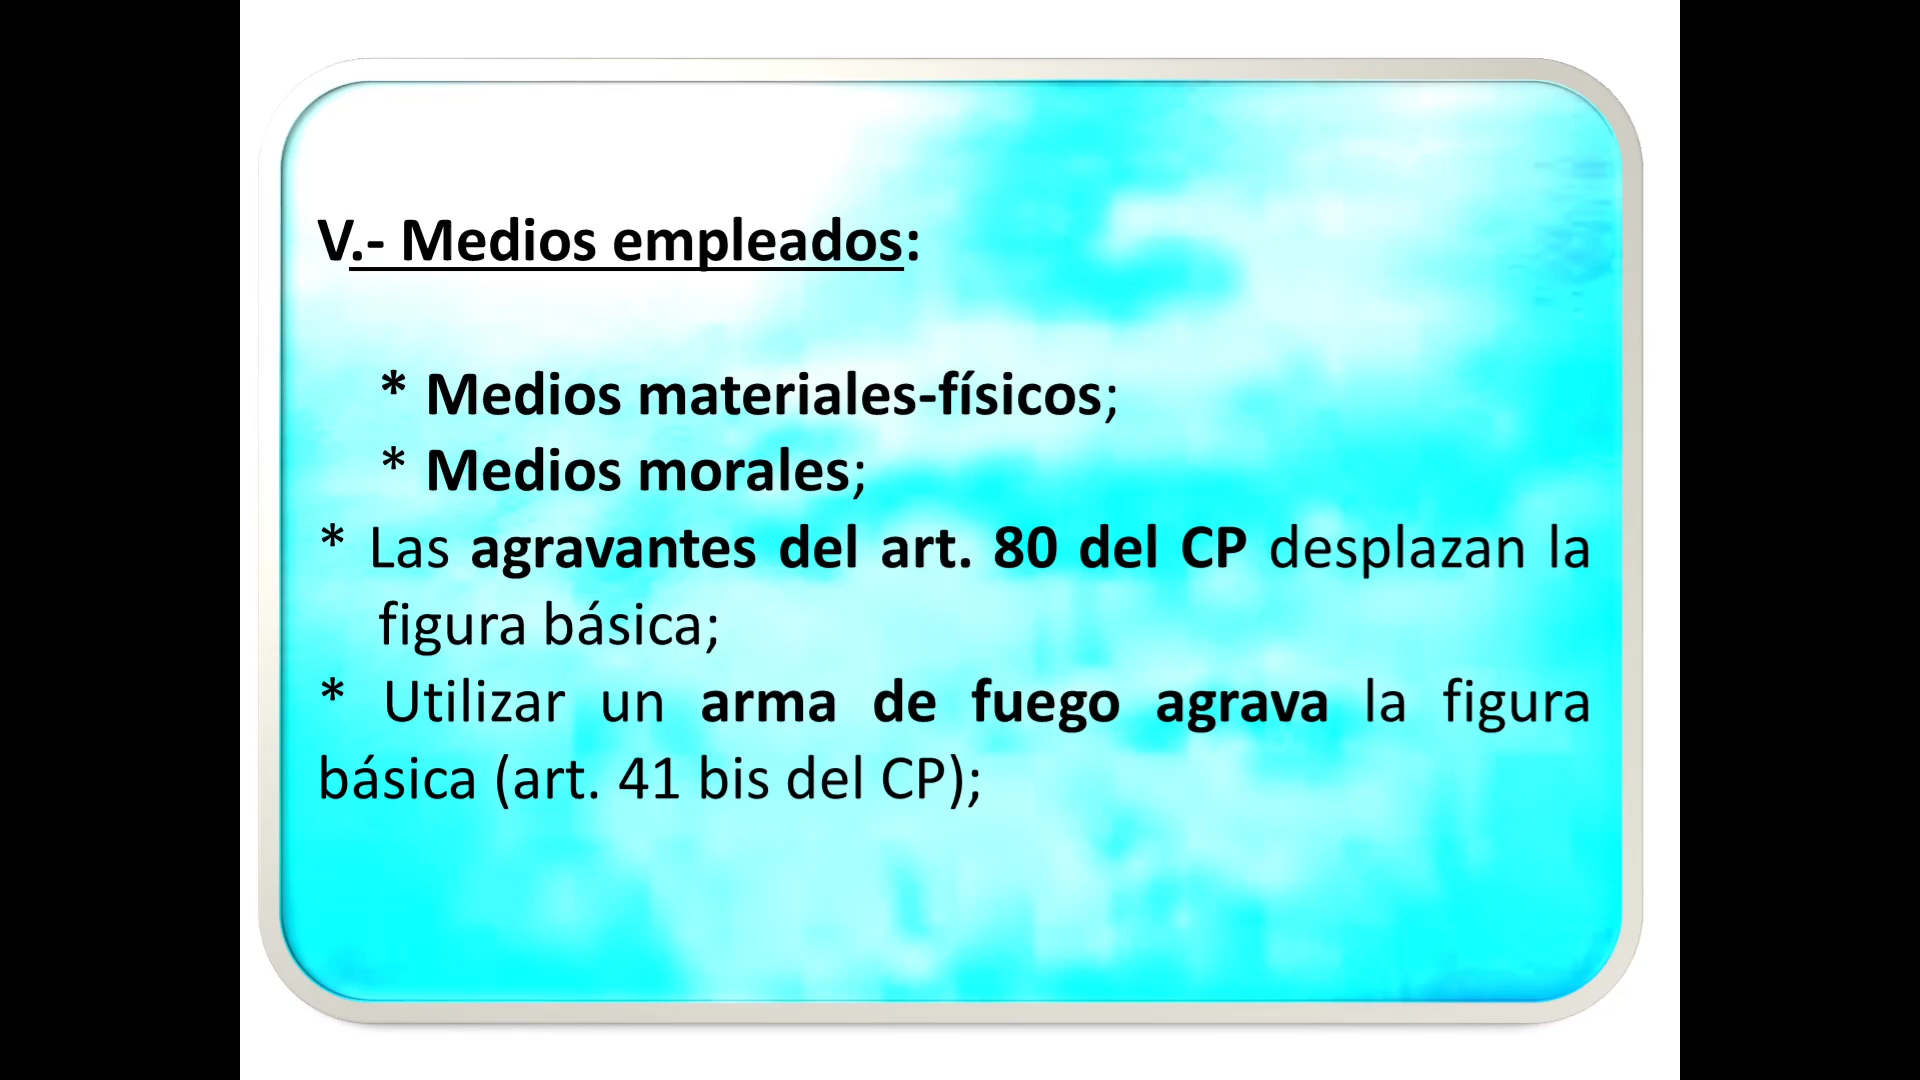 V.- Medios empleados:
* Medios materiales-físicos;
* Medios morales;
* Las agravantes del art. 80 del CP desplazan la
figura básica;
* Utilizar un arma de fuego agrava la figura
básica (art. 41 bis del CP);